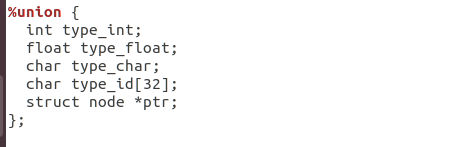 %union {
  int type_int;
  float type_float;
  char type_char;
  char type_id[32];
  struct node *ptr;
};